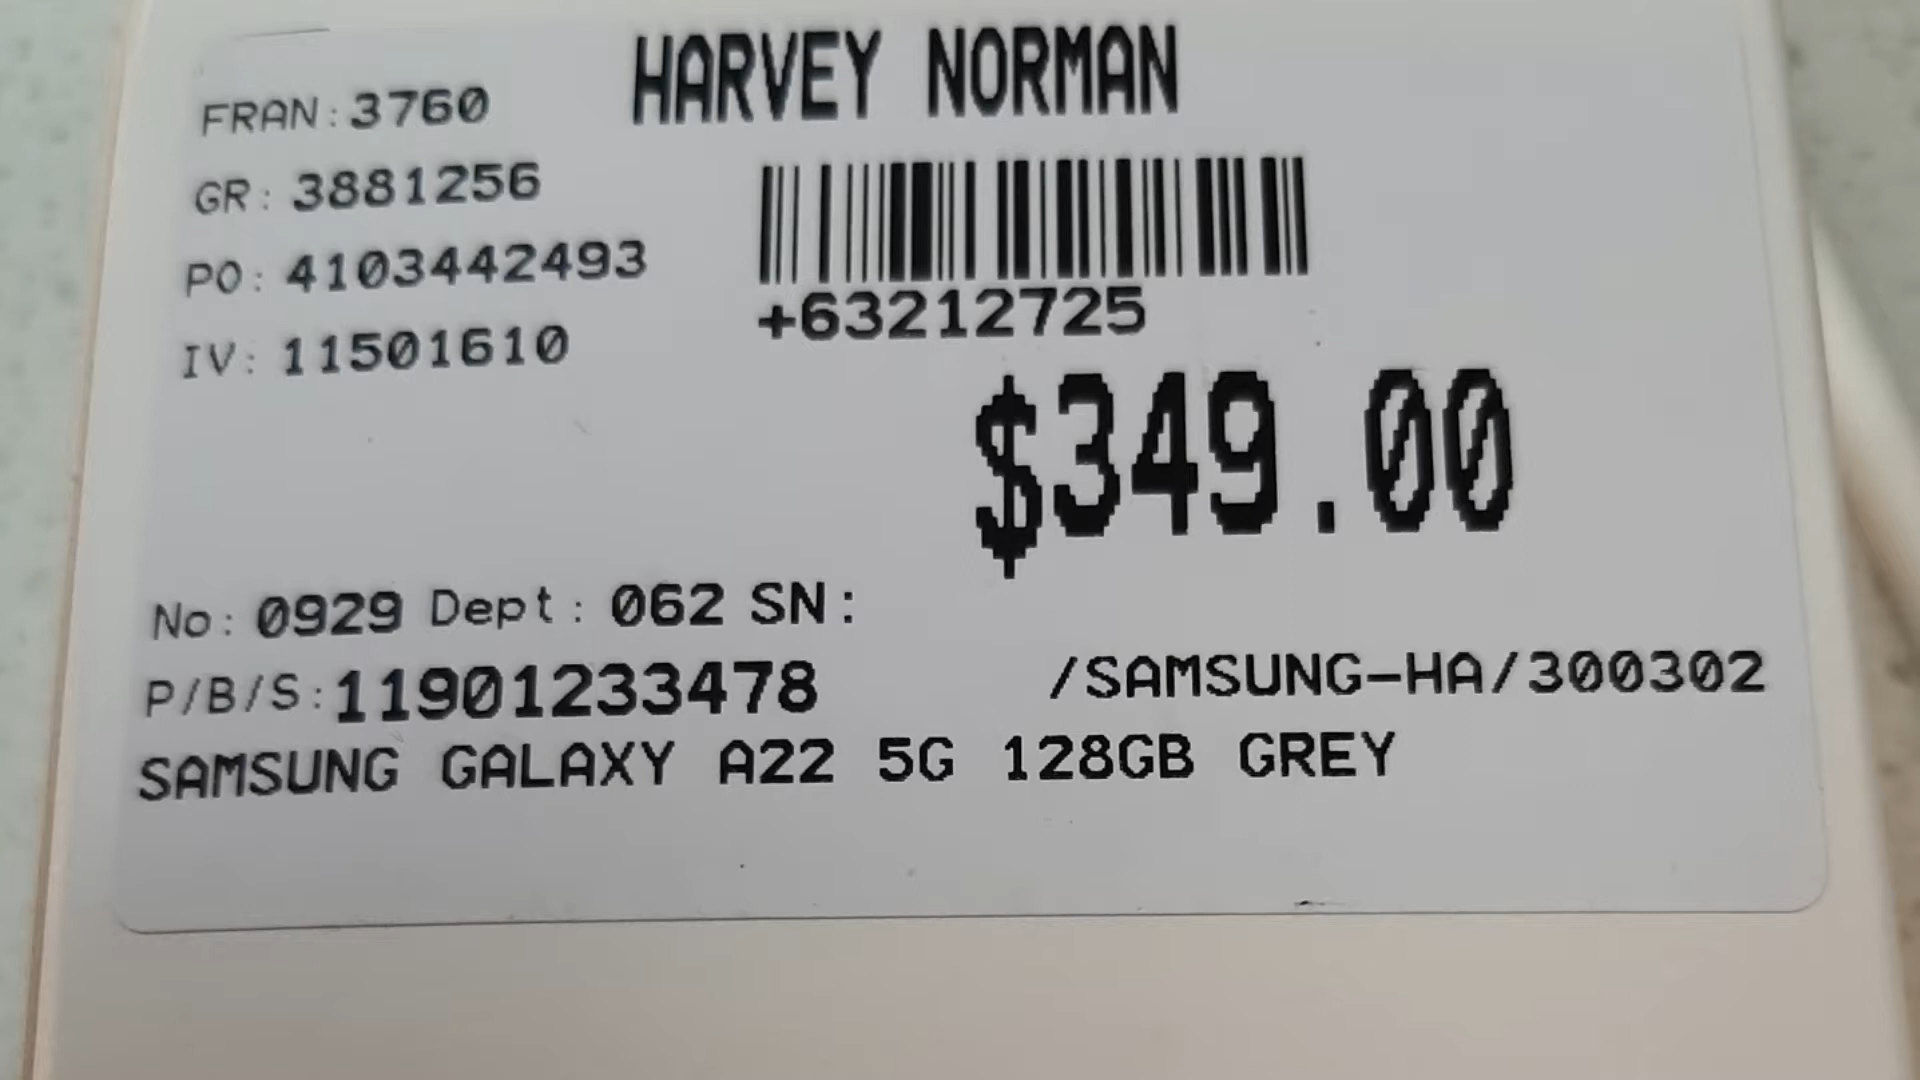 HARVEY NORMAN
FRAN: 3760
GR: 3881256
PO: 4103442493
IV: 11501610
+63212725
$349.00
No: 0929 Dept: 062 SN:
P/B/S: 11901233478 /SAMSUNG-HA/300302
SAMSUNG GALAXY A22 5G 128GB GREY